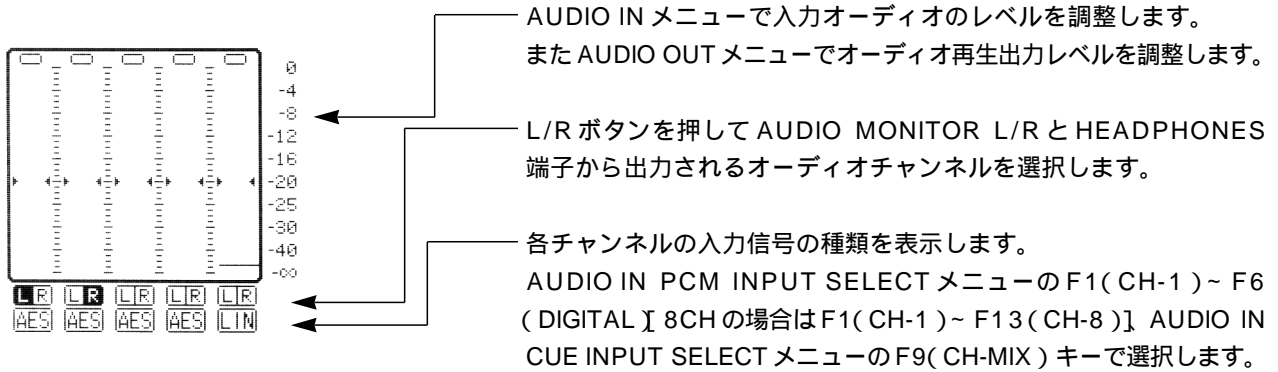 AUDIO IN メニューで入力オーディオのレベルを調整します。
また AUDIO OUT メニューでオーディオ再生出力レベルを調整します。
0
-4
-8
-12
-16
-20
-25
-30
-40
-∞
L/R ボタンを押して AUDIO MONITOR L/R と HEADPHONES
端子から出力されるオーディオチャンネルを選択します。
L R L R L R L R L R
AES AES AES AES LIN
各チャンネルの入力信号の種類を表示します。
AUDIO IN PCM INPUT SELECT メニューの F1( CH-1 )~ F6
( DIGITAL )[ 8CH の場合は F1( CH-1 )~ F13( CH-8 )]、AUDIO IN
CUE INPUT SELECT メニューの F9( CH-MIX ) キーで選択します。